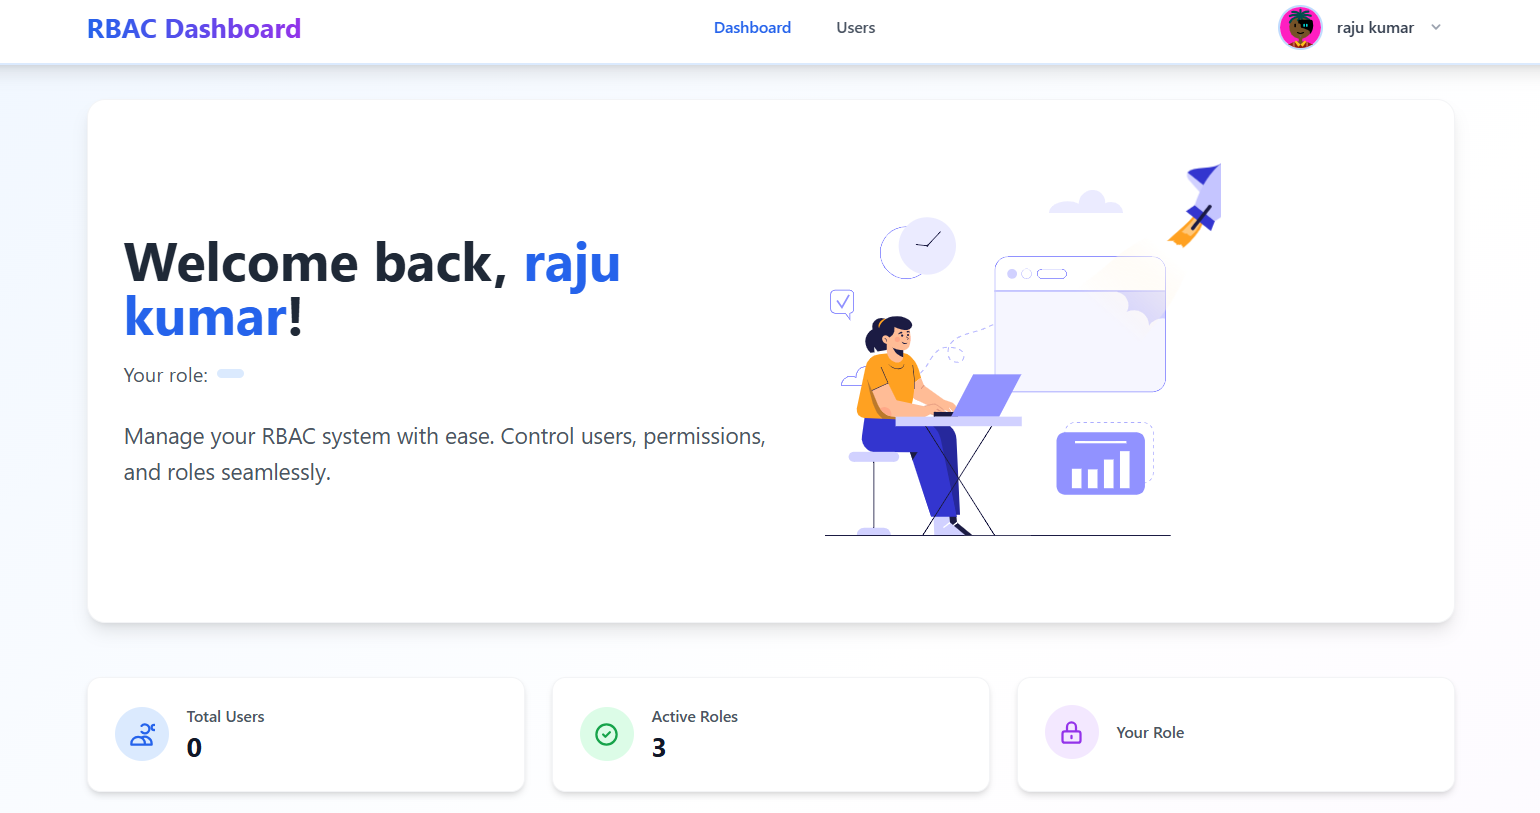 RBAC Dashboard
Dashboard
Users
raju kumar
Welcome back, raju
kumar!
Your role:
Manage your RBAC system with ease. Control users, permissions,
and roles seamlessly.
Total Users
0
Active Roles
3
Your Role